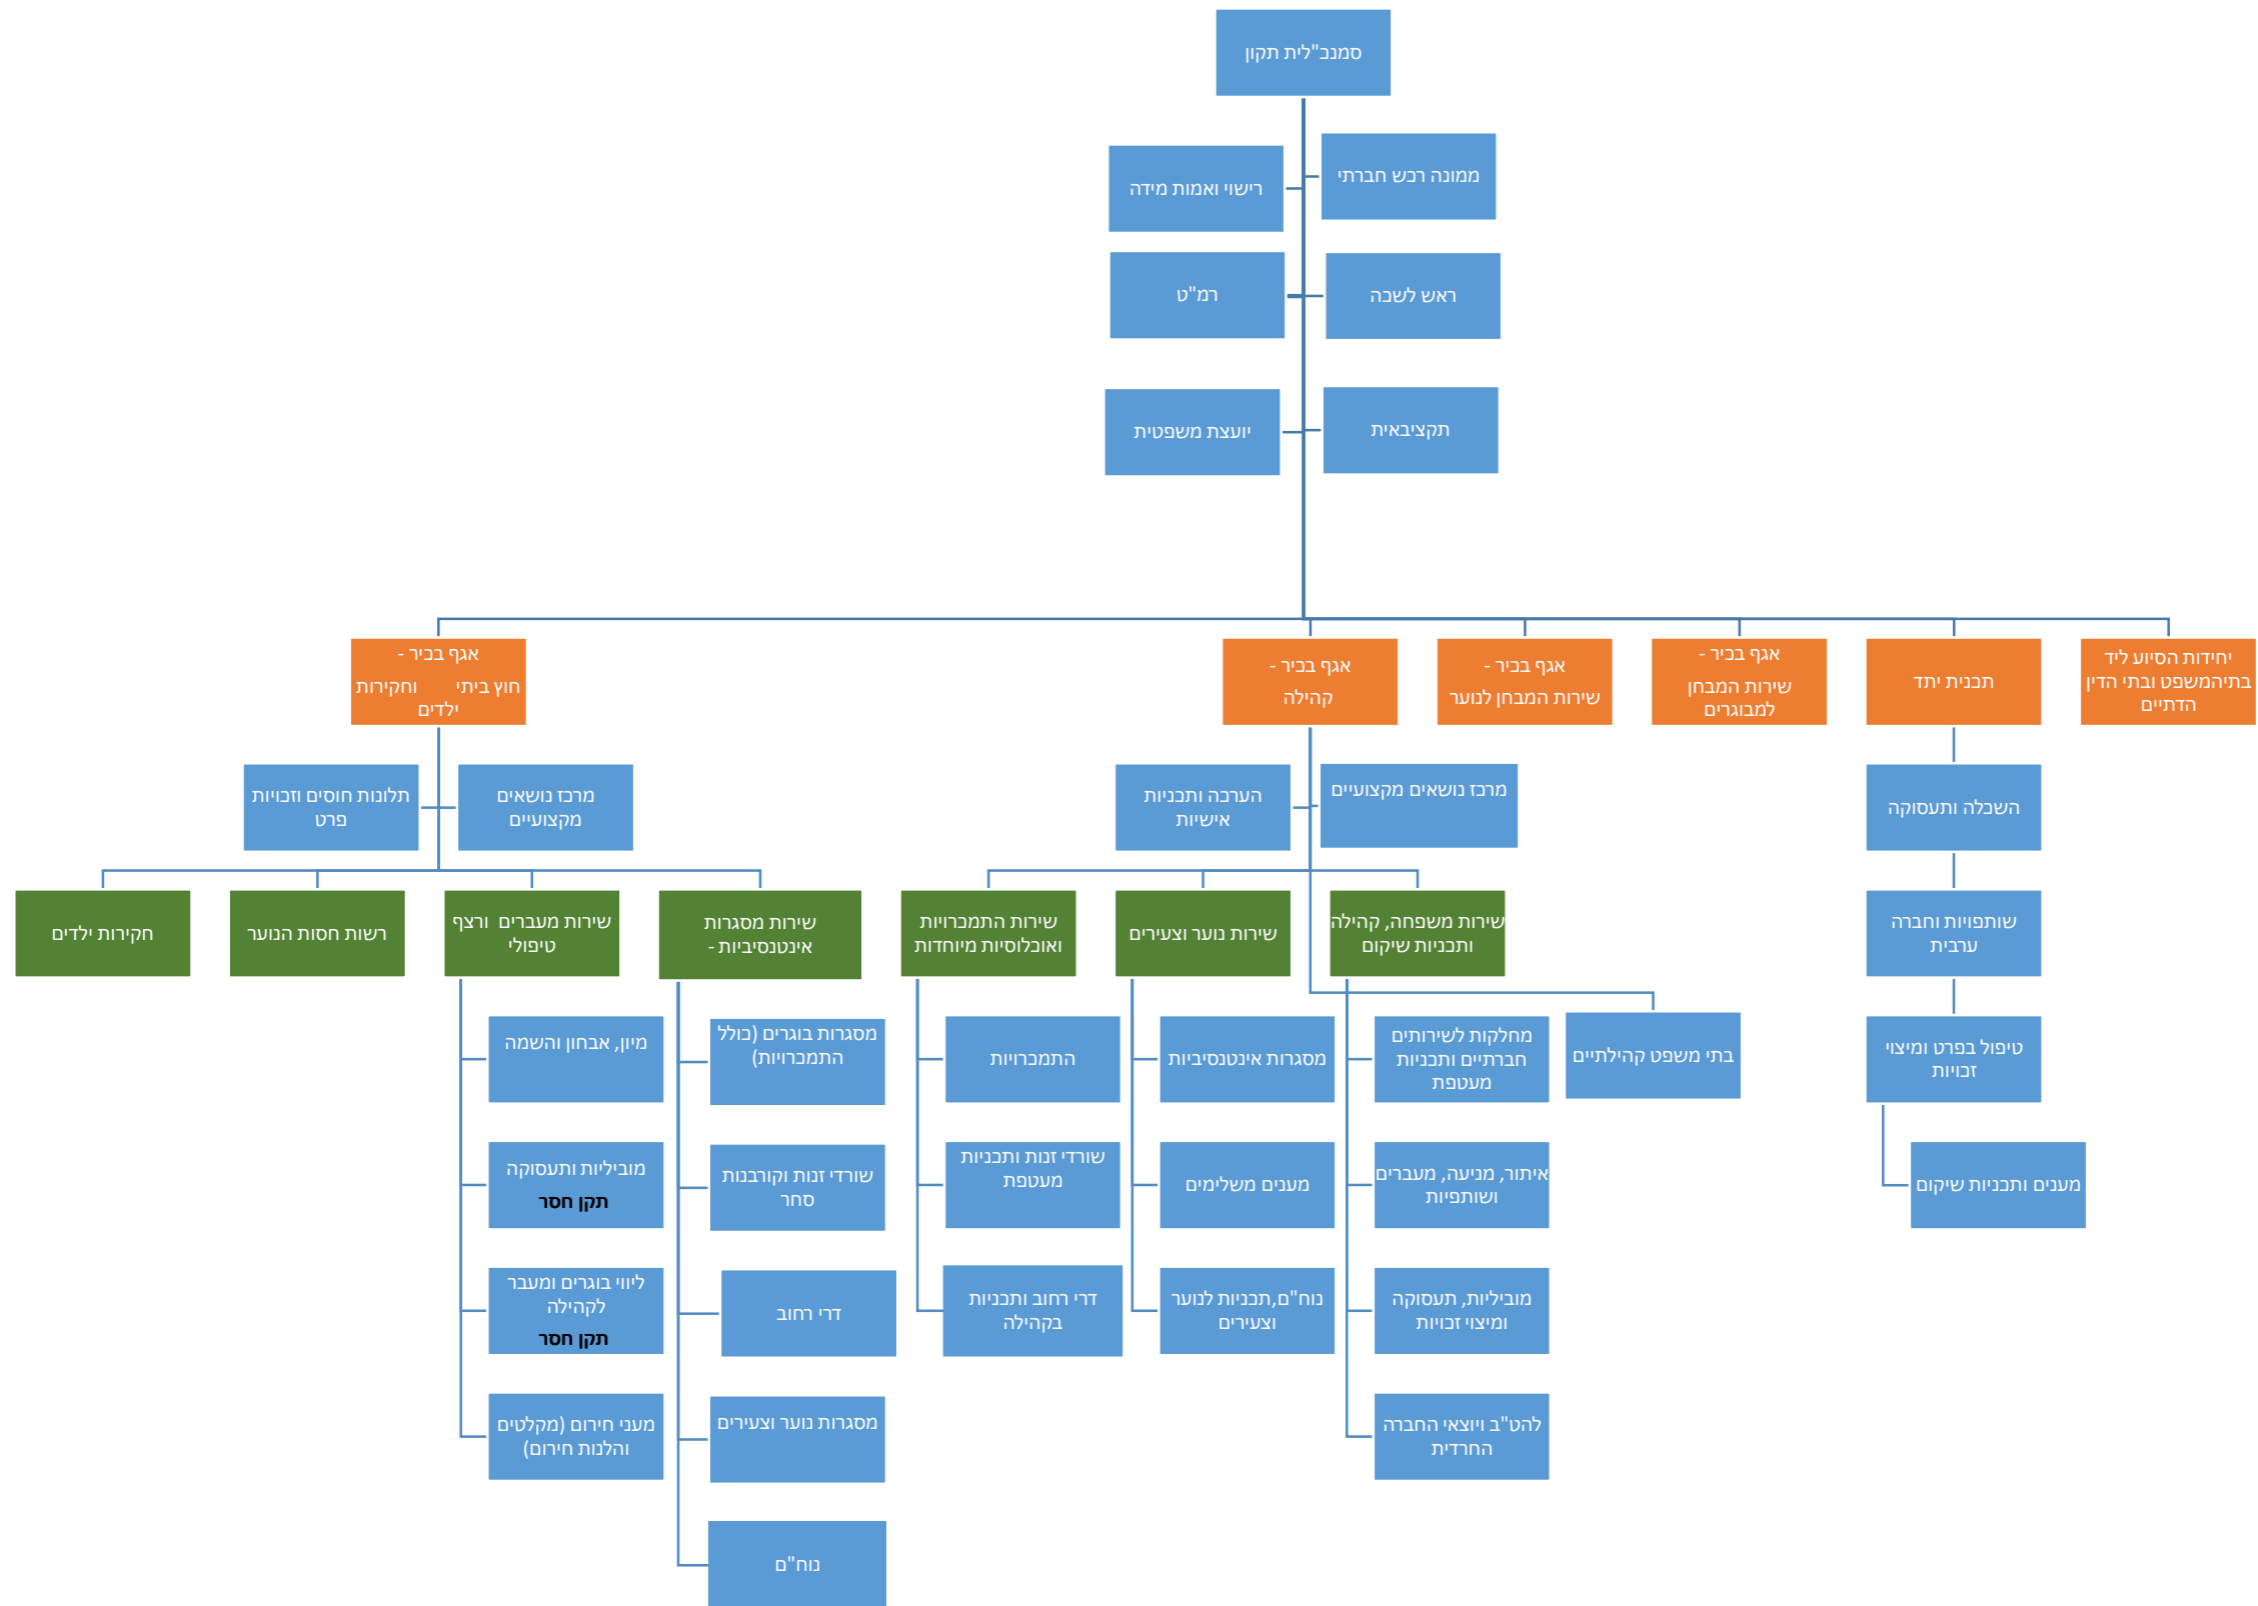 סמנכ"לית תקון
ממונה רכש חברתי
רישוי ואמות מידה
ראש לשכה
רמ"ט
תקציבאית
יועצת משפטית
יחידות הסיוע ליד
בתיהמשפט ובתי הדין
הדתיים
תכנית יתד
אגף בכיר -
שירות המבחן
למבוגרים
אגף בכיר -
שירות המבחן לנוער
אגף בכיר -
קהילה
אגף בכיר -
חוץ ביתי וחקירות
ילדים
השכלה ותעסוקה
שותפויות וחברה
ערבית
טיפול בפרט ומיצוי
זכויות
מענים ותכניות שיקום
מרכז נושאים מקצועיים
הערכה ותכניות
אישיות
בתי משפט קהילתיים
שירות משפחה, קהילה
ותכניות שיקום
מחלקות לשירותים
חברתיים ותכניות
מעטפת
איתור, מניעה, מעברים
ושותפיות
מוביליות, תעסוקה
ומיצוי זכויות
להט"ב ויוצאי החברה
החרדית
שירות נוער וצעירים
מסגרות אינטנסיביות
מענים משלימים
נוח"ם,תכניות לנוער
וצעירים
שירות התמכרויות
ואוכלוסיות מיוחדות
התמכרויות
שורדי זנות ותכניות
מעטפת
דרי רחוב ותכניות
בקהילה
מרכז נושאים
מקצועיים
תלונות חוסים וזכויות
פרט
שירות מסגרות
אינטנסיביות -
מסגרות בוגרים (כולל
התמכרויות)
שורדי זנות וקורבנות
סחר
דרי רחוב
מסגרות נוער וצעירים
נוח"ם
שירות מעברים ורצף
טיפולי
מיון, אבחון והשמה
מוביליות ותעסוקה
תקן חסר
ליווי בוגרים ומעבר
לקהילה
תקן חסר
מעני חירום (מקלטים
והלנות חירום)
רשות חסות הנוער
חקירות ילדים